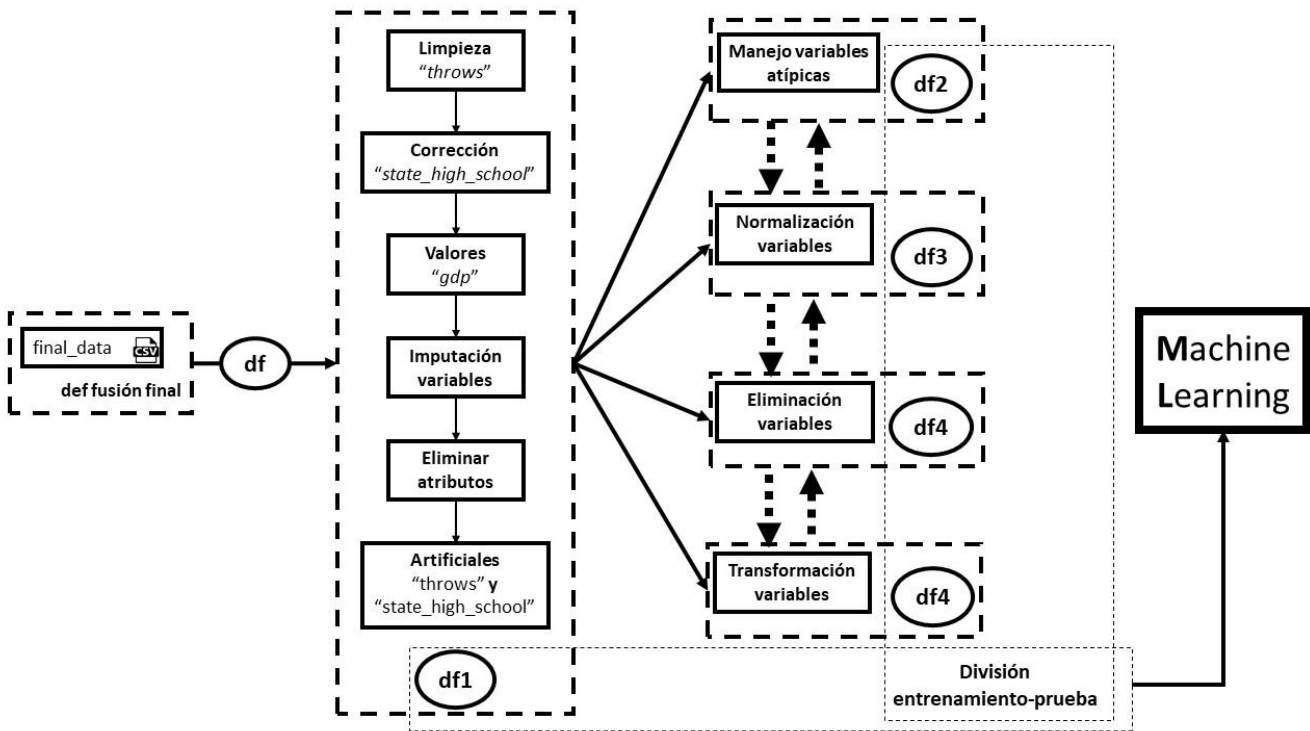 final_data
CSV
def fusión final
df
Limpieza
“throws”
Corrección
“state_high_school”
Valores
“gdp”
Imputación
variables
Eliminar
atributos
Artificiales
“throws” y
“state_high_school”
df1
Manejo variables
atípicas
df2
Normalización
variables
df3
Eliminación
variables
df4
Transformación
variables
df4
División
entrenamiento-prueba
Machine
Learning